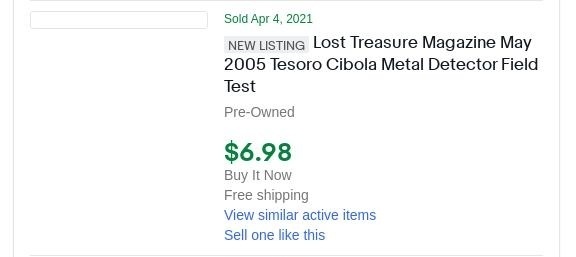 Sold Apr 4, 2021
NEW LISTING Lost Treasure Magazine May
2005 Tesoro Cibola Metal Detector Field
Test
Pre-Owned
$6.98
Buy It Now
Free shipping
View similar active items
Sell one like this